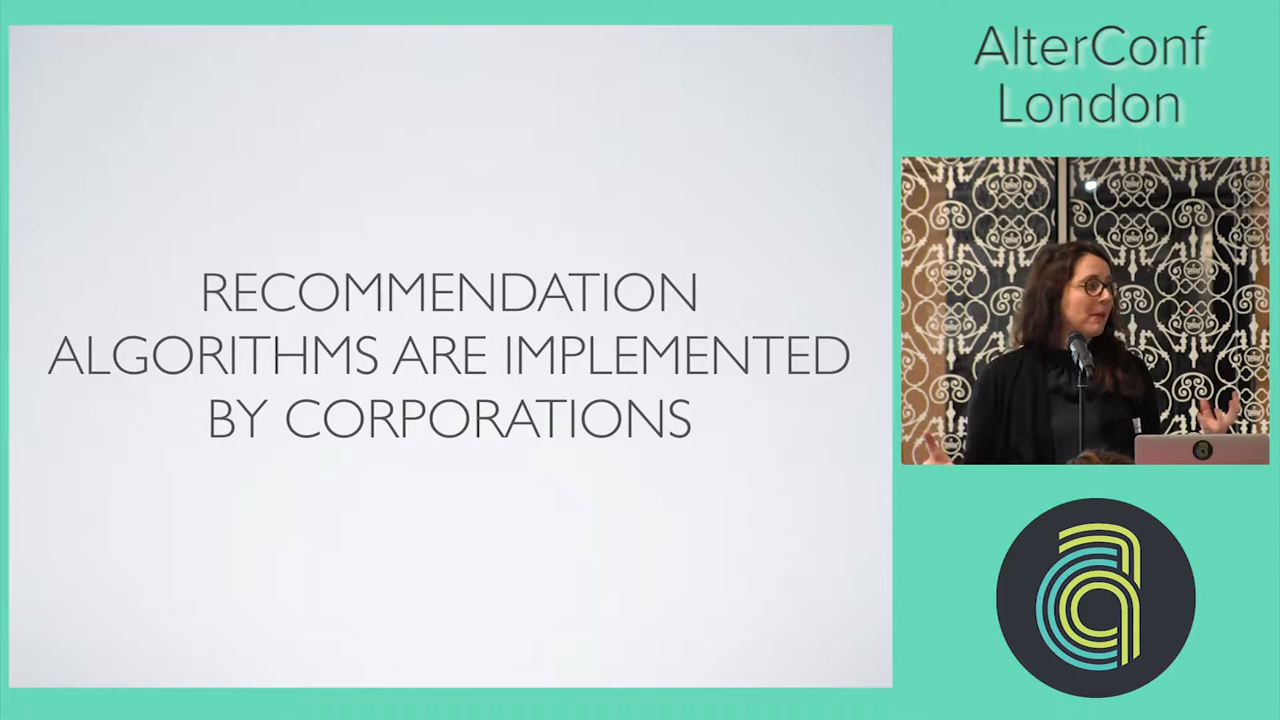 RECOMMENDATION
ALGORITHMS ARE IMPLEMENTED
BY CORPORATIONS
AlterConf
London